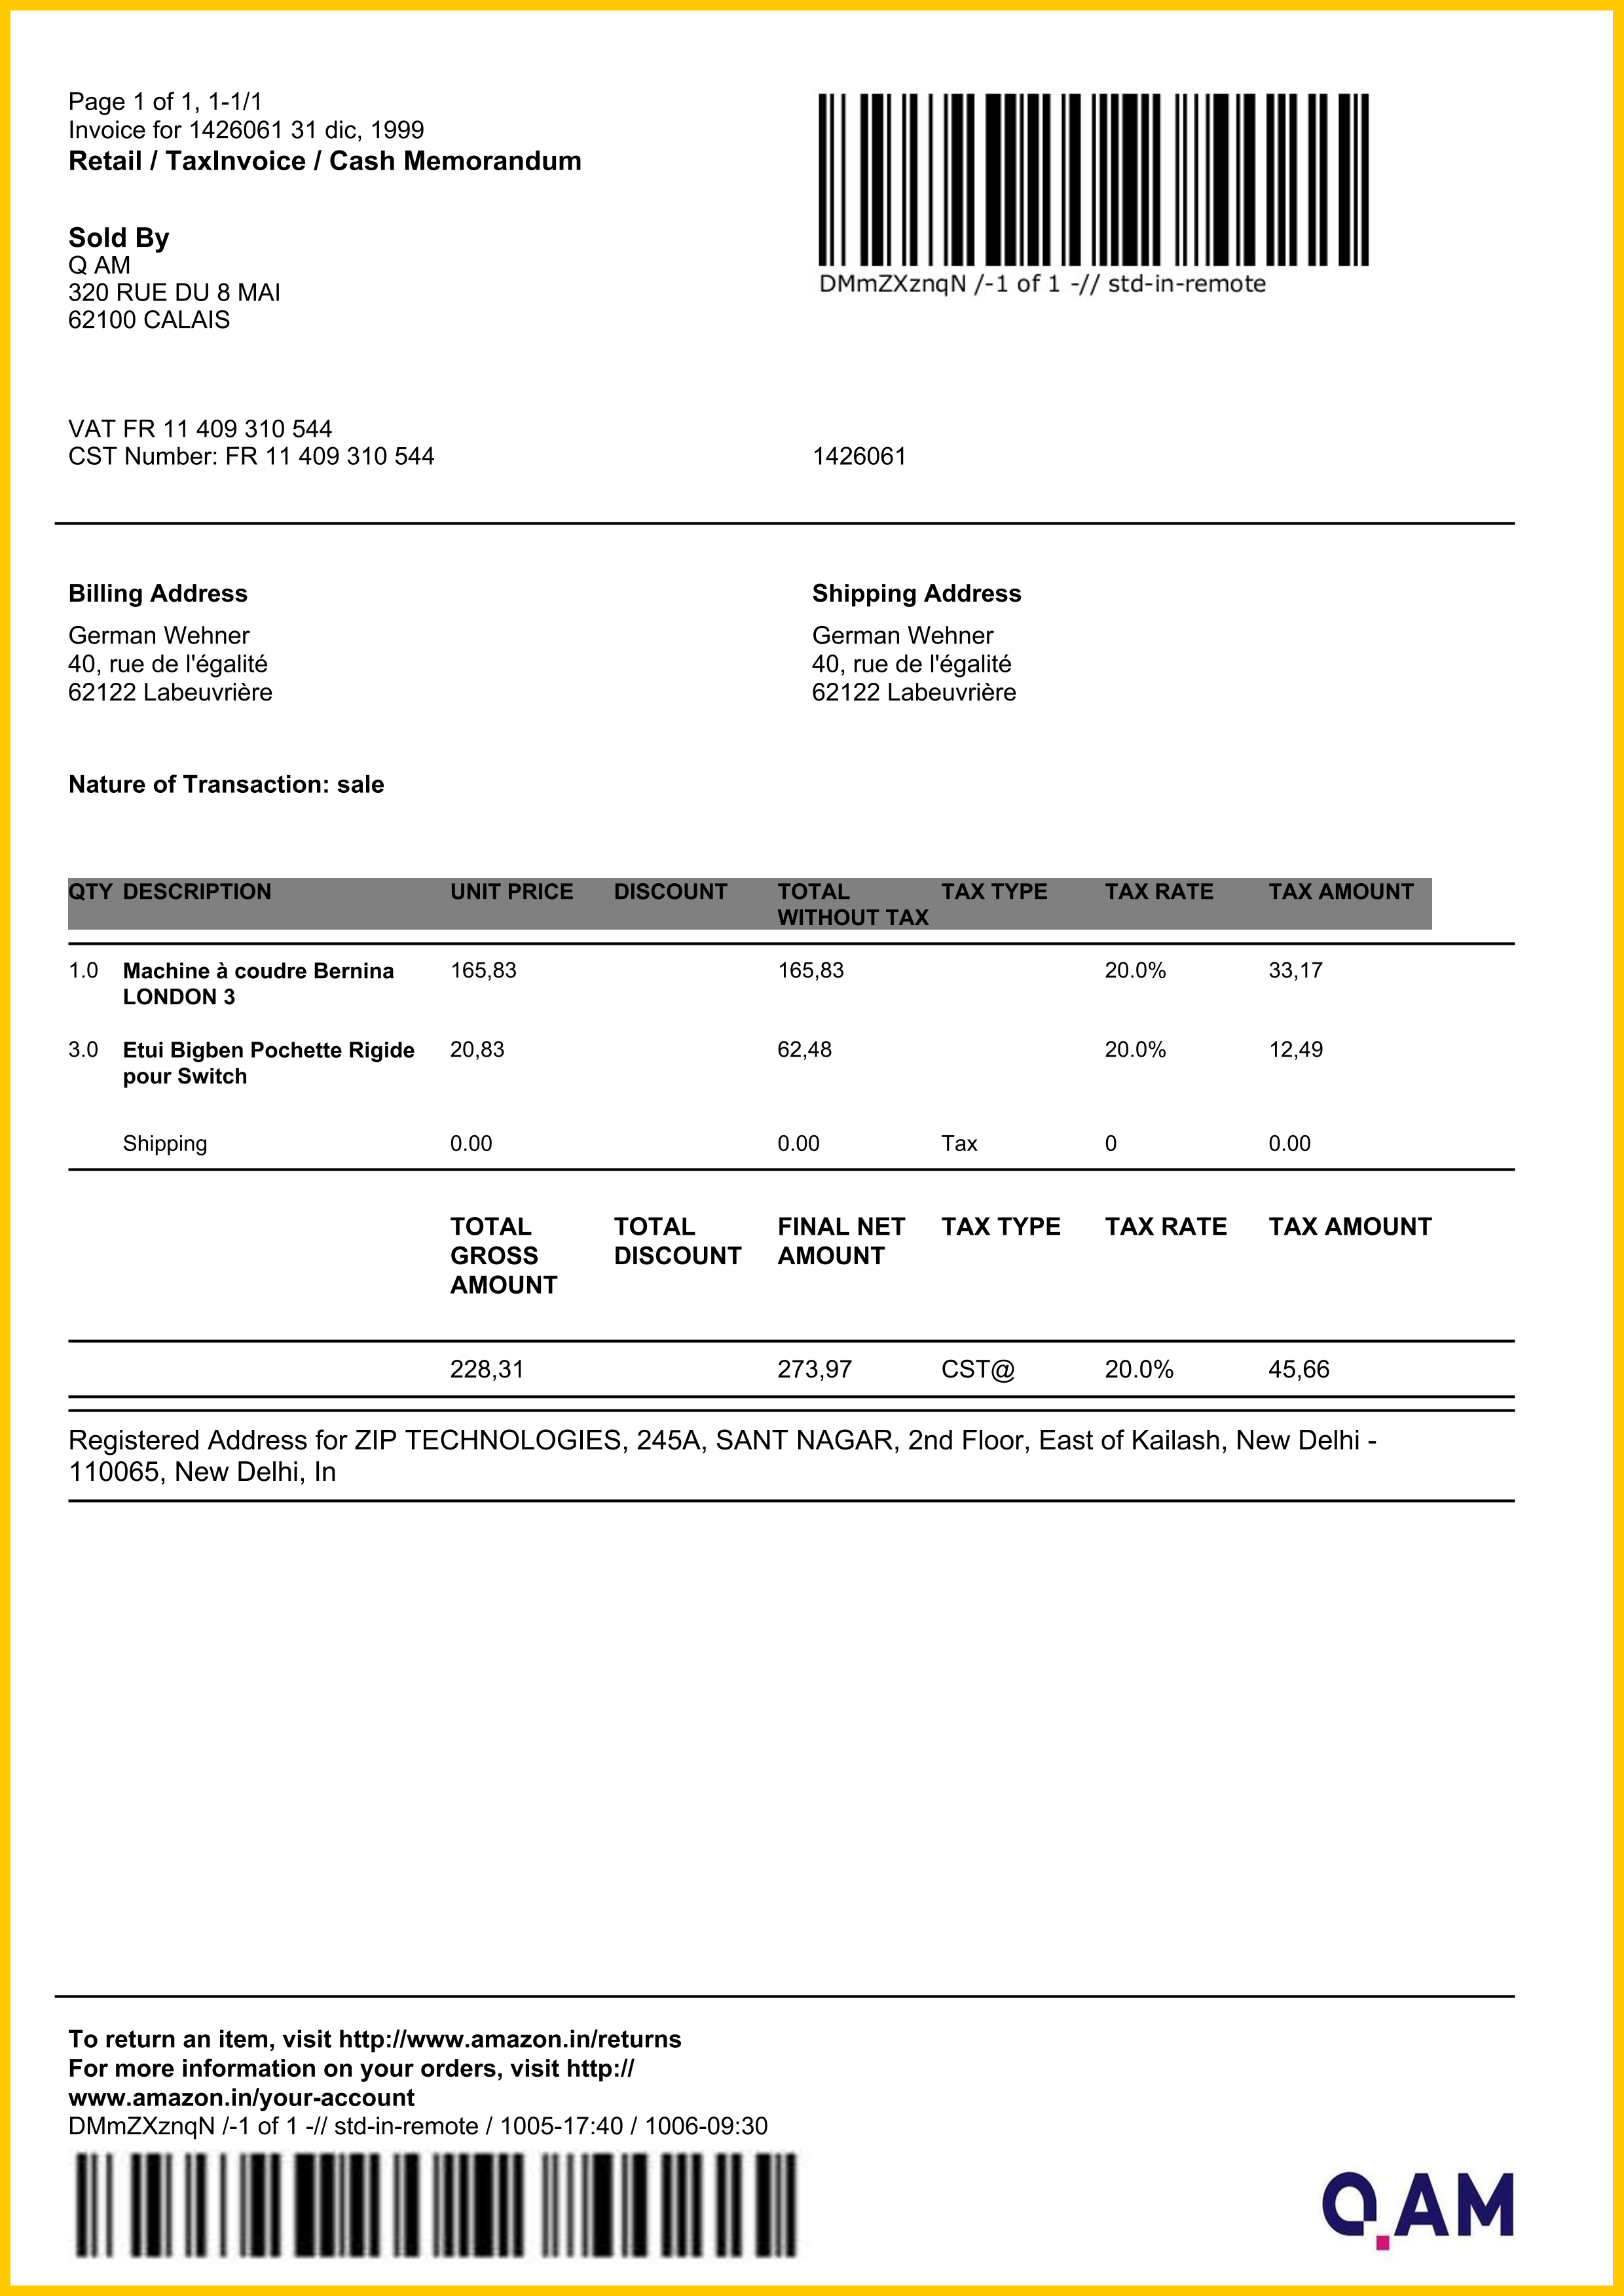 Page 1 of 1, 1-1/1
Invoice for 1426061 31 dic, 1999
Retail / TaxInvoice / Cash Memorandum
DMmZXznqN /-1 of 1 -// std-in-remote
Sold By
Q AM
320 RUE DU 8 MAI
62100 CALAIS
VAT FR 11 409 310 544
CST Number: FR 11 409 310 544
1426061
Billing Address
German Wehner
40, rue de l'égalité
62122 Labeuvrière
Shipping Address
German Wehner
40, rue de l'égalité
62122 Labeuvrière
Nature of Transaction: sale
QTY DESCRIPTION UNIT PRICE DISCOUNT TOTAL TAX TYPE TAX RATE TAX AMOUNT
WITHOUT TAX
1.0 Machine à coudre Bernina 165,83 165,83 20.0% 33,17
LONDON 3
3.0 Etui Bigben Pochette Rigide 20,83 62,48 20.0% 12,49
pour Switch
Shipping 0.00 0.00 Tax 0 0.00
TOTAL TOTAL FINAL NET TAX TYPE TAX RATE TAX AMOUNT
GROSS DISCOUNT AMOUNT
AMOUNT
228,31 273,97 CST@ 20.0% 45,66
Registered Address for ZIP TECHNOLOGIES, 245A, SANT NAGAR, 2nd Floor, East of Kailash, New Delhi -
110065, New Delhi, In
To return an item, visit http://www.amazon.in/returns
For more information on your orders, visit http://
www.amazon.in/your-account
DMmZXznqN /-1 of 1 -// std-in-remote / 1005-17:40 / 1006-09:30
Q.AM